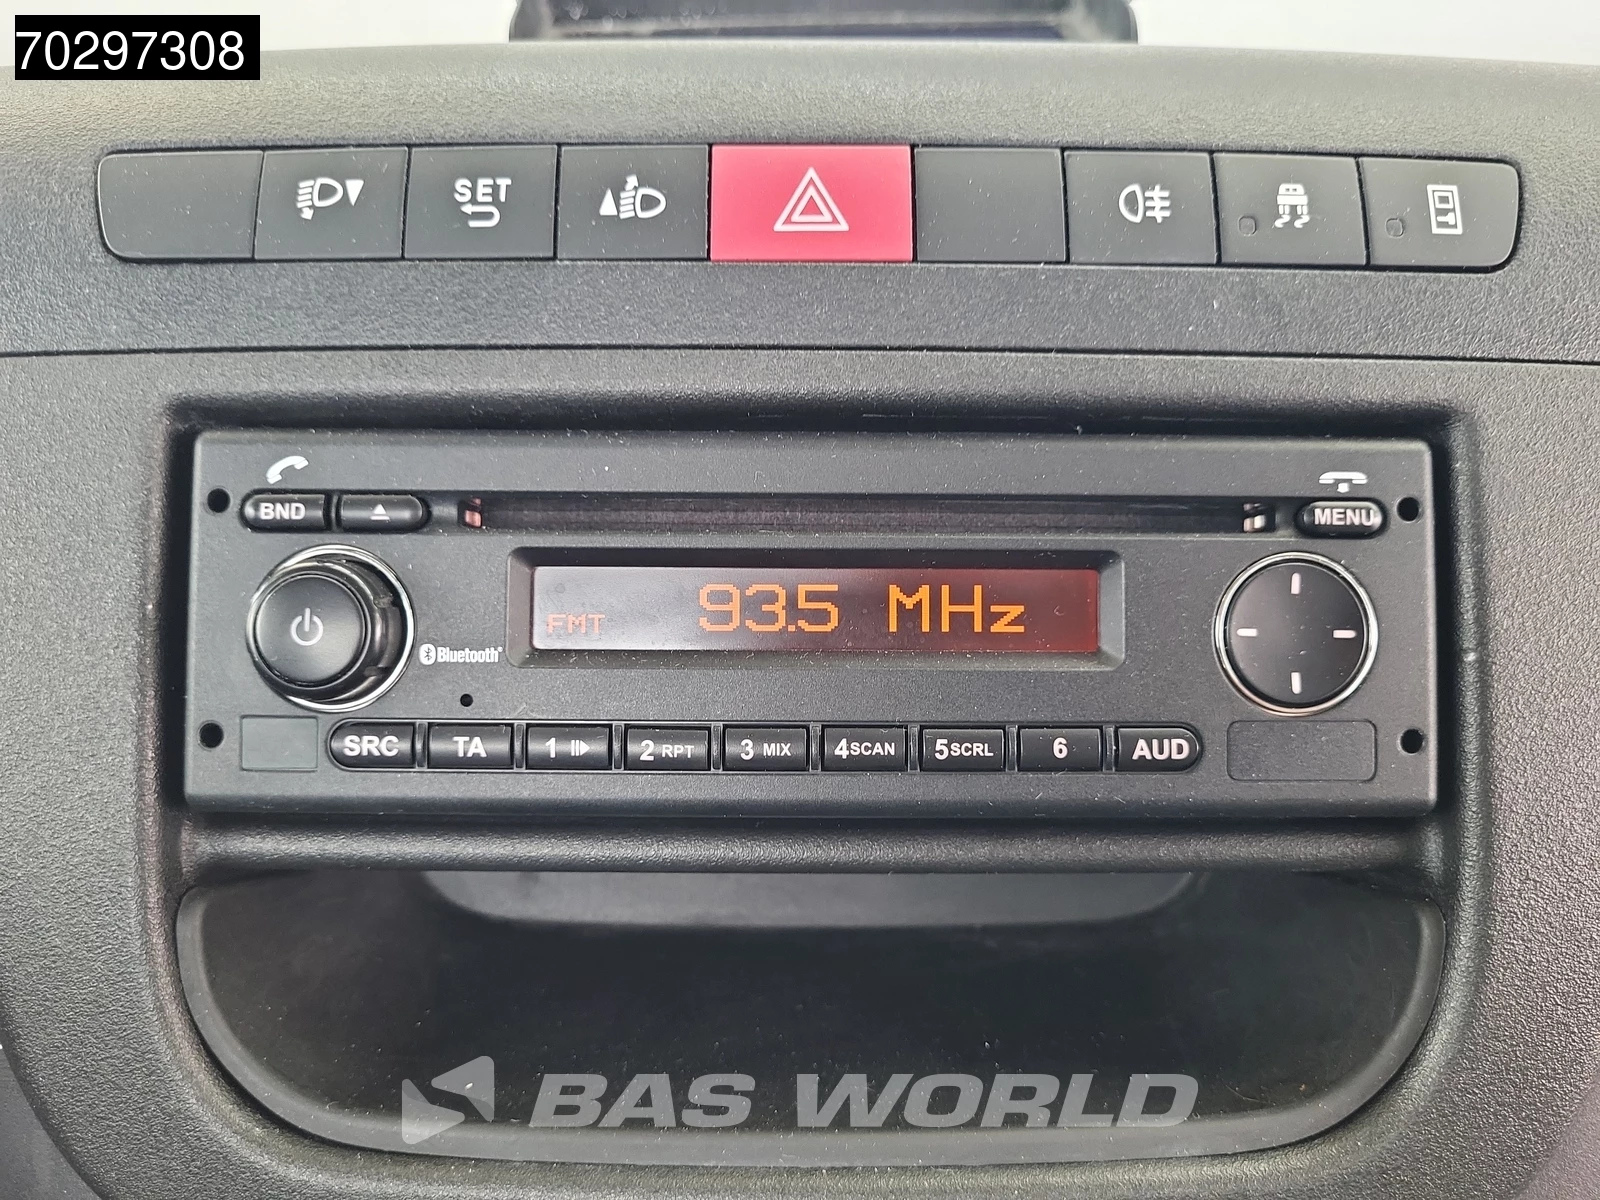 70297308
SET
BND
MENU
FMT
93.5 MHz
Bluetooth®
SRC
TA
1
2 RPT
3 MIX
4SCAN
5SCRL
6
AUD
BAS WORLD